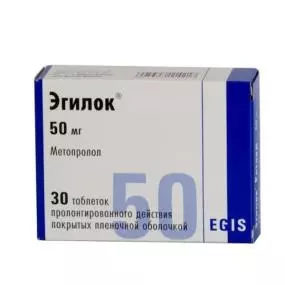 Эгилок®
50 мг
Метопролол
30 таблеток
пролонгированного действия
покрытых пленочной оболочкой
50
EGIS